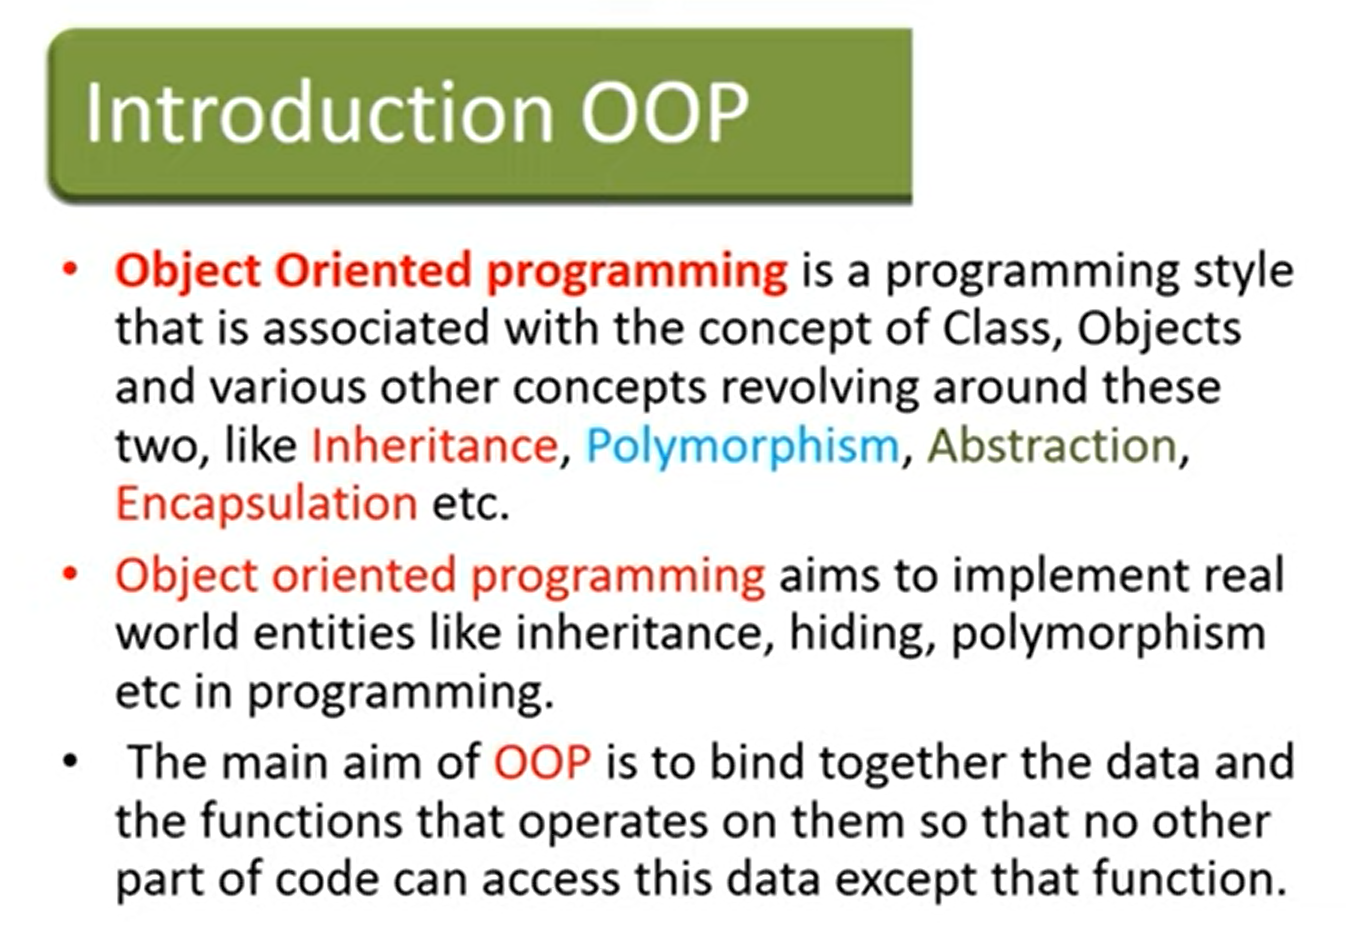 Introduction OOP
• Object Oriented programming is a programming style
that is associated with the concept of Class, Objects
and various other concepts revolving around these
two, like Inheritance, Polymorphism, Abstraction,
Encapsulation etc.
• Object oriented programming aims to implement real
world entities like inheritance, hiding, polymorphism
etc in programming.
• The main aim of OOP is to bind together the data and
the functions that operates on them so that no other
part of code can access this data except that function.